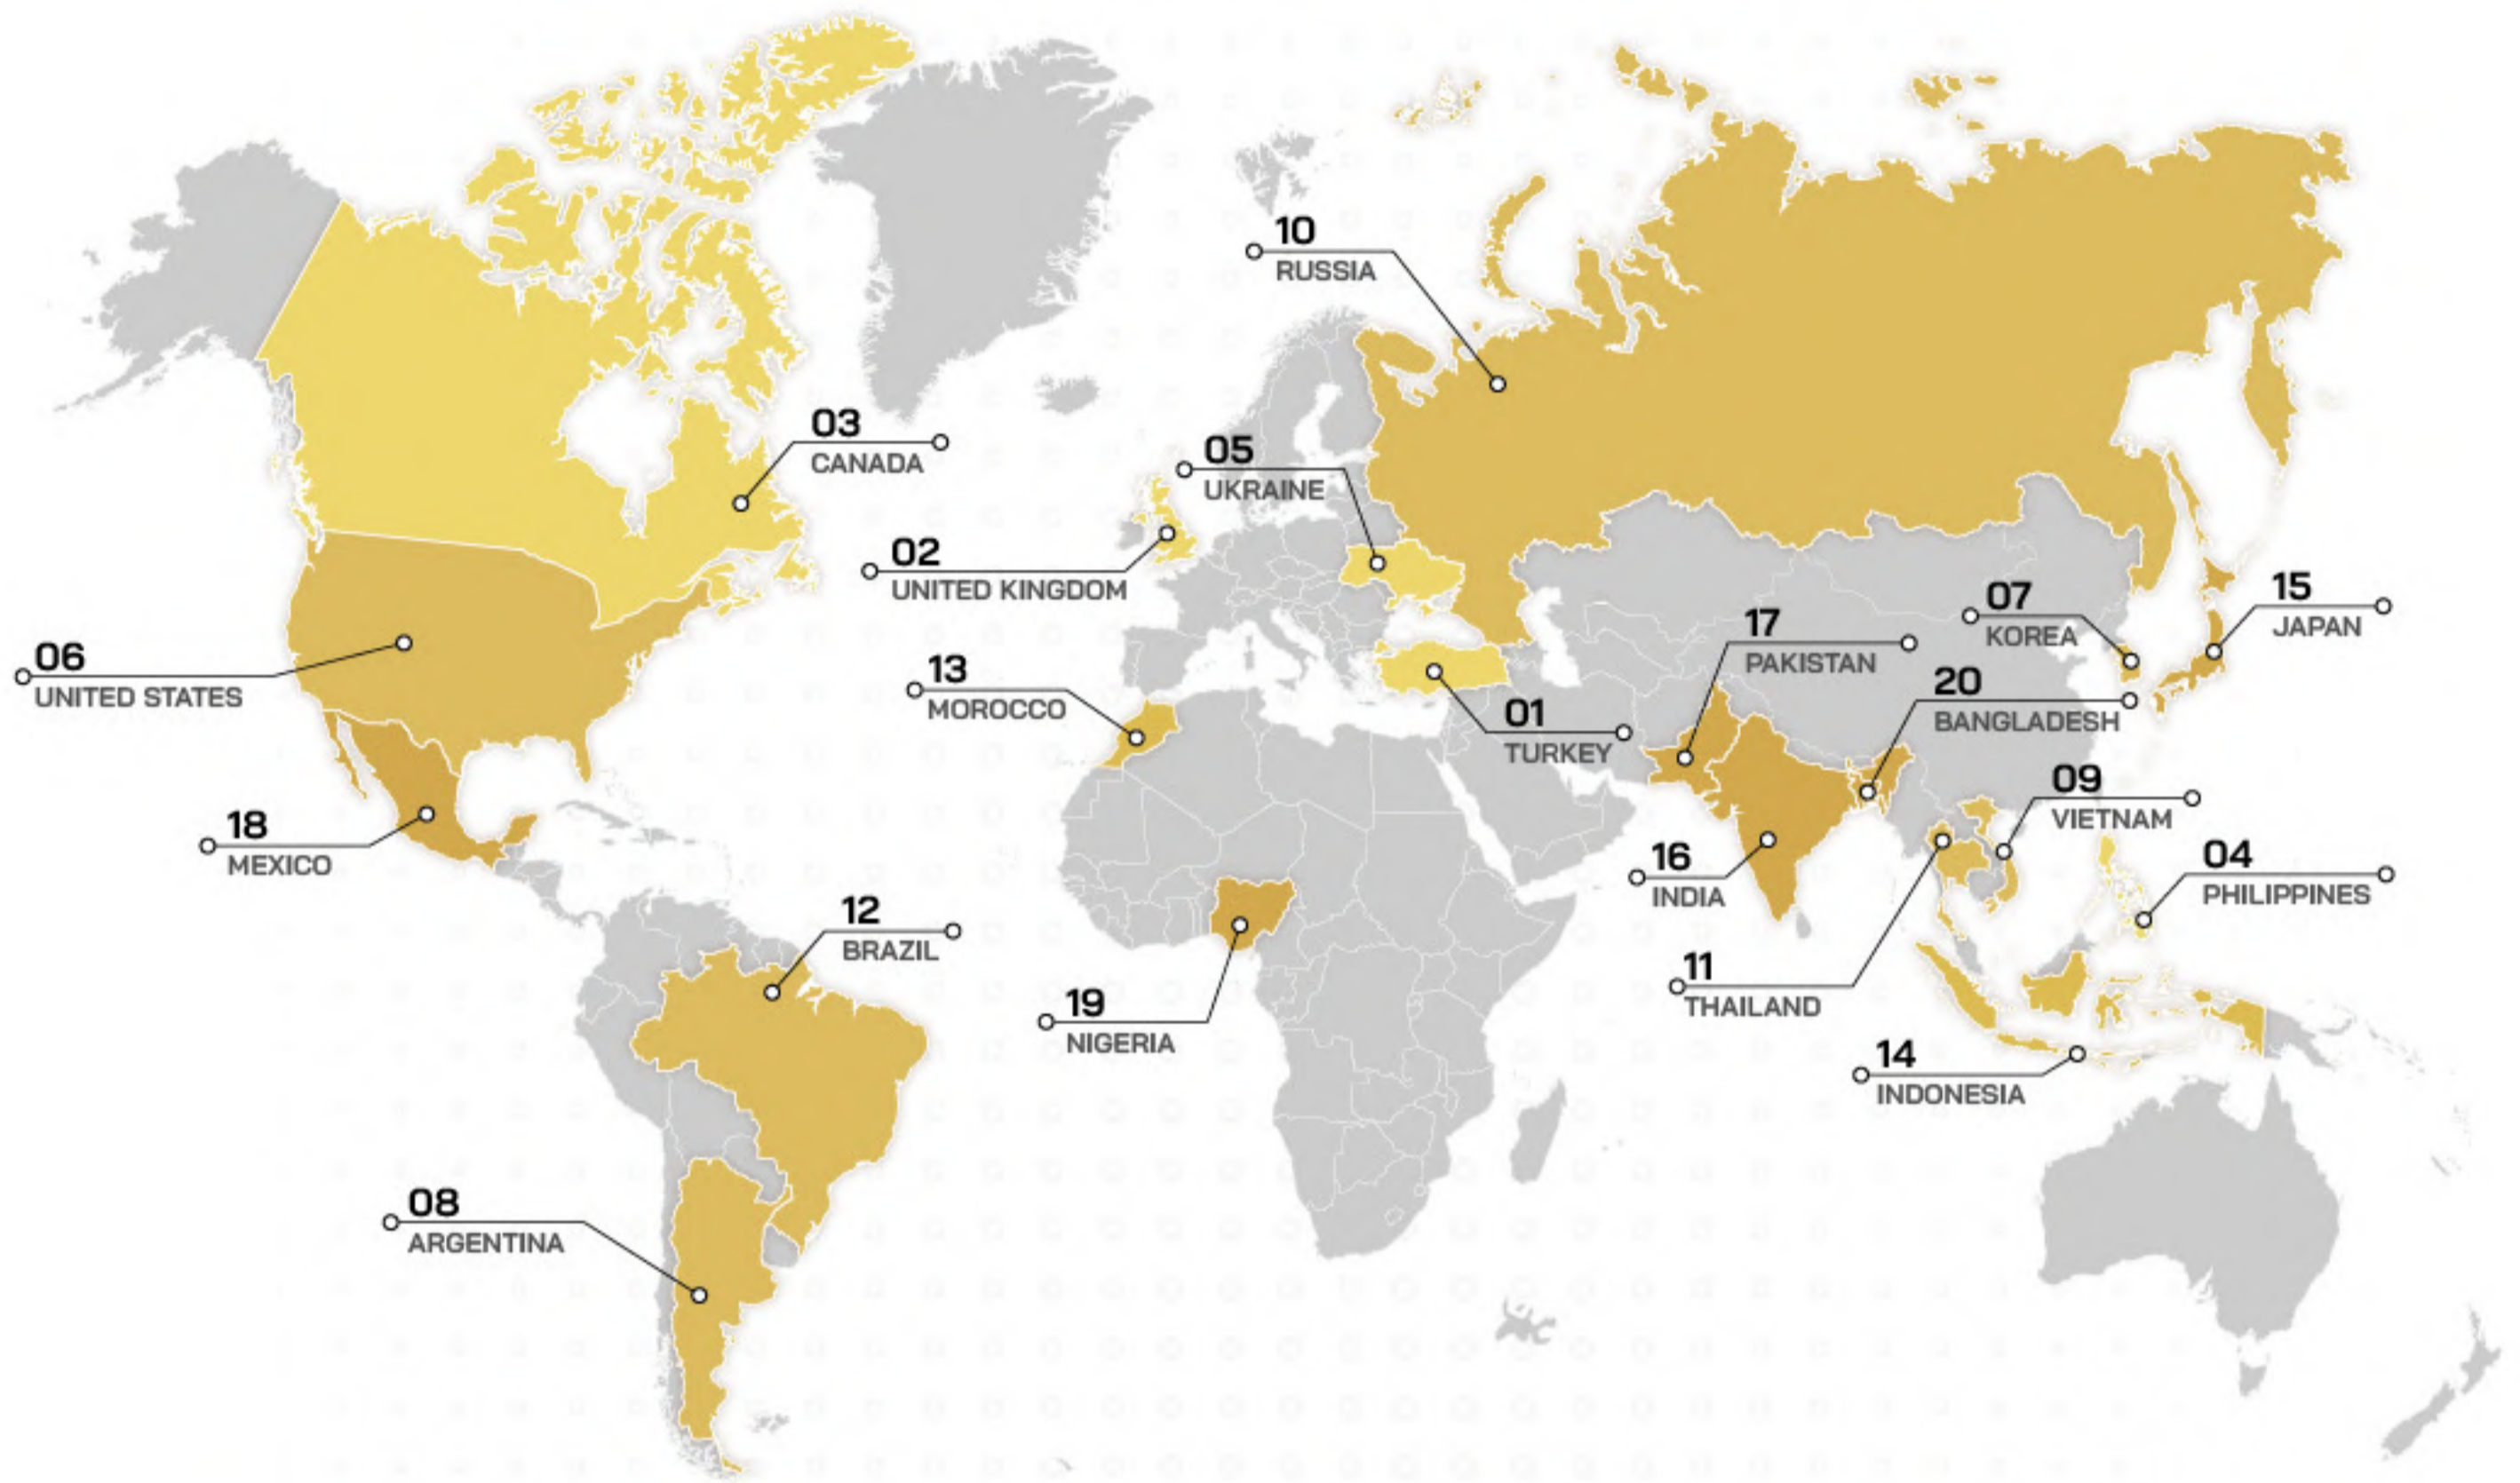 10
RUSSIA
03
CANADA
05
UKRAINE
02
UNITED KINGDOM
07
KOREA
15
JAPAN
17
PAKISTAN
06
UNITED STATES
13
MOROCCO
20
BANGLADESH
01
TURKEY
09
VIETNAM
18
MEXICO
16
INDIA
04
PHILIPPINES
12
BRAZIL
11
THAILAND
19
NIGERIA
14
INDONESIA
08
ARGENTINA